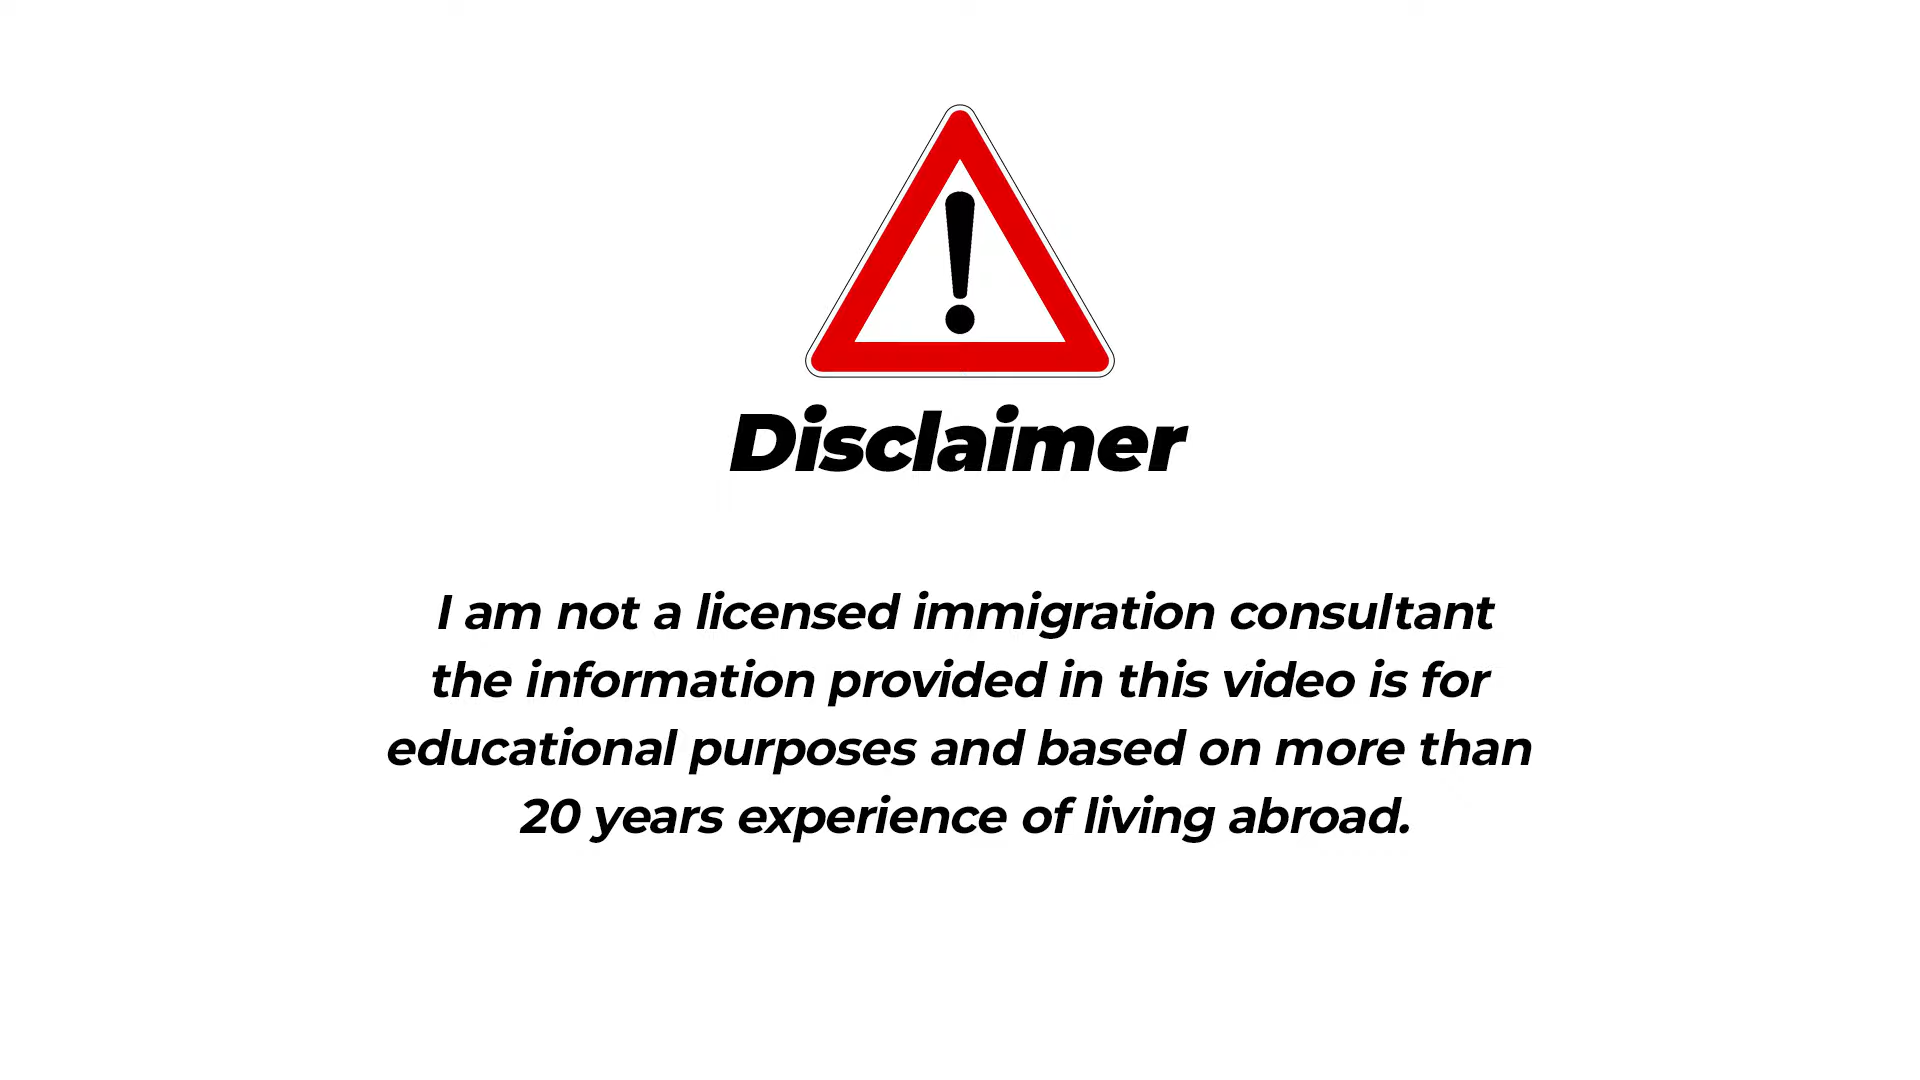 Disclaimer
I am not a licensed immigration consultant
the information provided in this video is for
educational purposes and based on more than
20 years experience of living abroad.